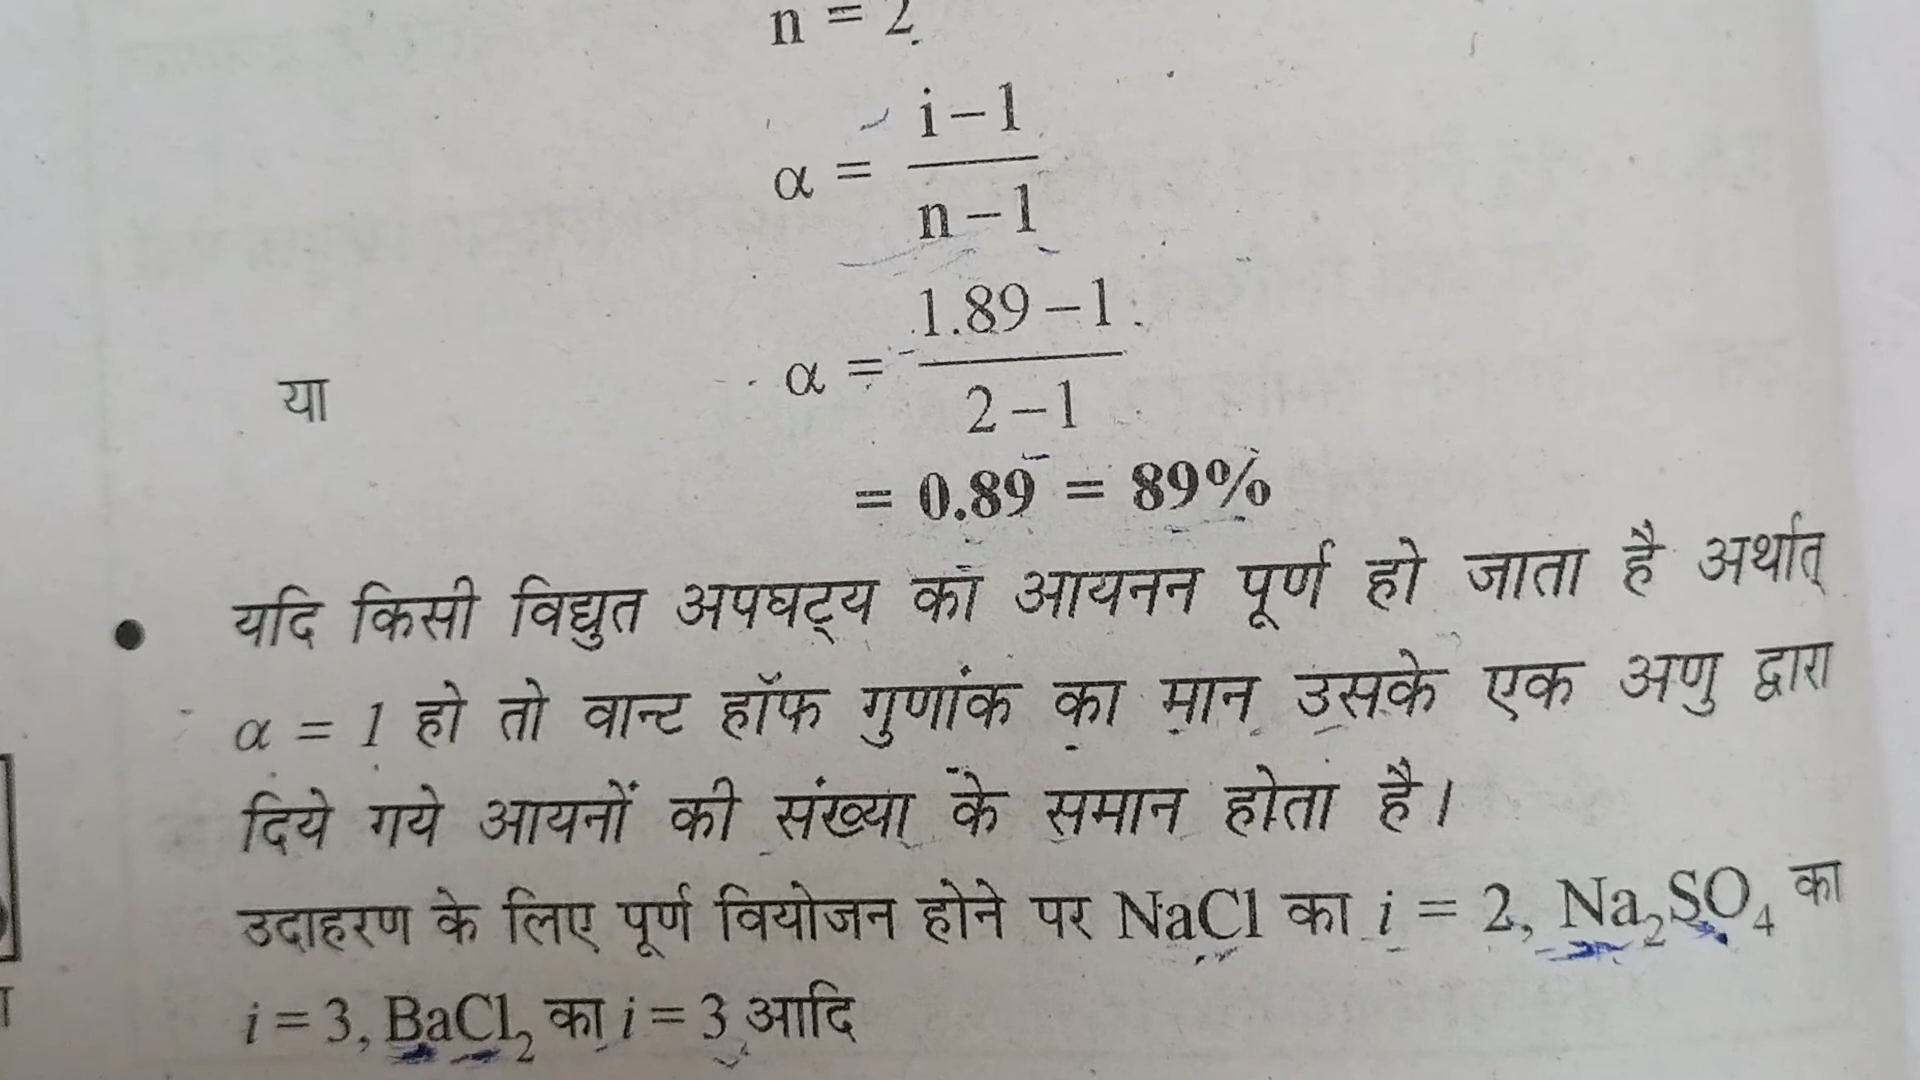 n = 2
α = (i – 1) / (n – 1)
या α = (1.89 – 1) / (2 – 1)
= 0.89 = 89%
• यदि किसी विद्युत अपघट्य का आयनन पूर्ण हो जाता है अर्थात्
α = 1 हो तो वान्ट हॉफ गुणांक का मान उसके एक अणु द्वारा
दिये गये आयनों की संख्या के समान होता है।
उदाहरण के लिए पूर्ण वियोजन होने पर NaCl का i = 2, Na₂SO₄ का
i = 3, BaCl₂ का i = 3 आदि